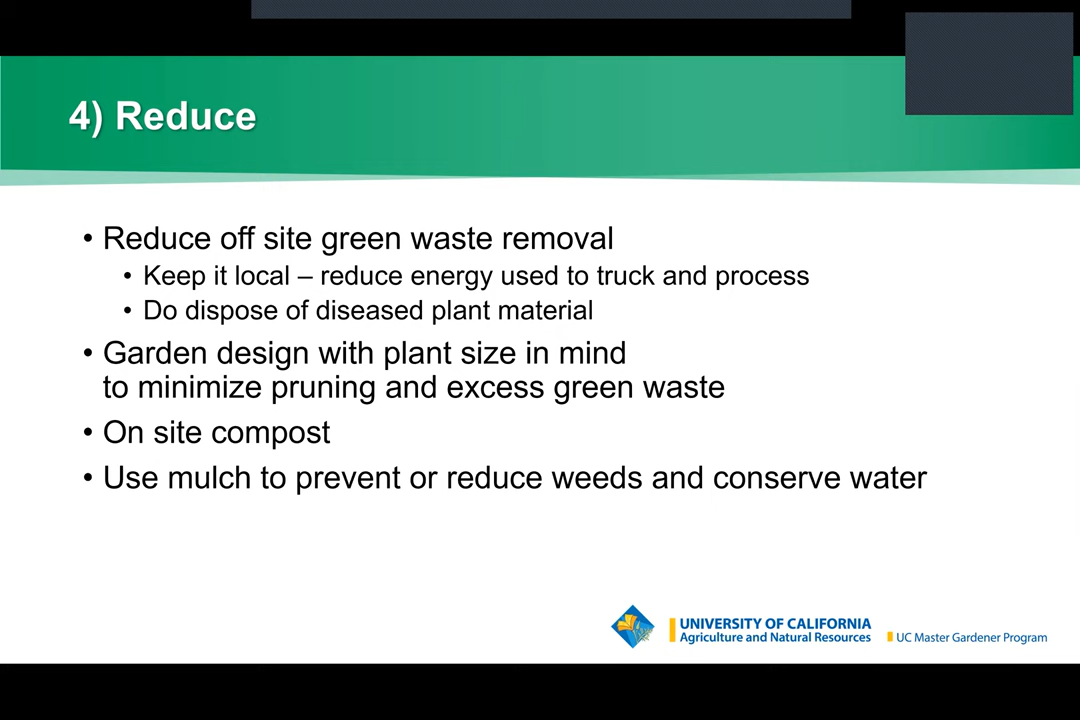 4) Reduce
• Reduce off site green waste removal
• Keep it local – reduce energy used to truck and process
• Do dispose of diseased plant material
• Garden design with plant size in mind
to minimize pruning and excess green waste
• On site compost
• Use mulch to prevent or reduce weeds and conserve water
UNIVERSITY OF CALIFORNIA
Agriculture and Natural Resources
UC Master Gardener Program